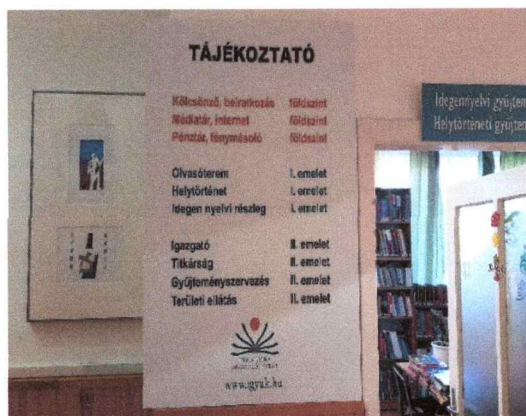 TÁJÉKOZTATÓ
Kölcsönző, beiratkozás földszint
Médiatár, internet földszint
Pénztár, fénymásoló földszint
Olvasóterem I. emelet
Helytörténet I. emelet
Idegen nyelvi részleg I. emelet
Igazgató II. emelet
Titkárság II. emelet
Gyűjteményszervezés II. emelet
Területi ellátás II. emelet
www.gyuk.hu
Idegennyelvi gyűjtem
Helytörténeti gyűjtem